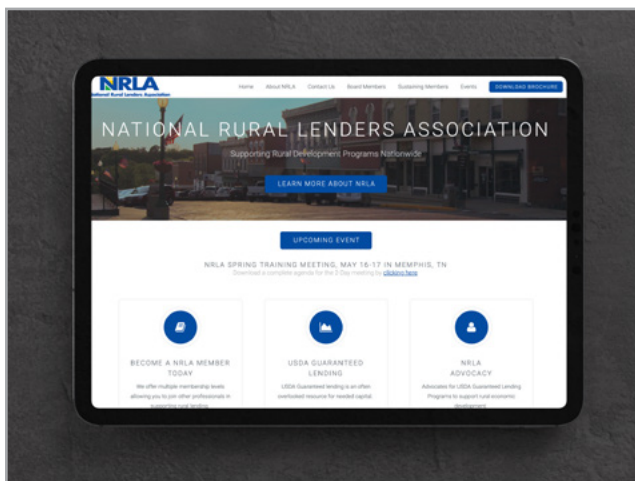 NRLA
National Rural Lenders Association
Home About NRLA Contact Us Board Members Sustaining Members Events DOWNLOAD BROCHURE
NATIONAL RURAL LENDERS ASSOCIATION
Supporting Rural Development Programs Nationwide
LEARN MORE ABOUT NRLA
UPCOMING EVENT
NRLA SPRING TRAINING MEETING, MAY 16-17 IN MEMPHIS, TN
Download a complete agenda for the 2-Day meeting by clicking here
BECOME A NRLA MEMBER
TODAY
We offer multiple membership levels
allowing you to join other professionals in
supporting rural lending
USDA GUARANTEED
LENDING
USDA Guaranteed lending is an often
overlooked resource for needed capital.
NRLA
ADVOCACY
Advocates for USDA Guaranteed Lending
Programs to support rural economic
development